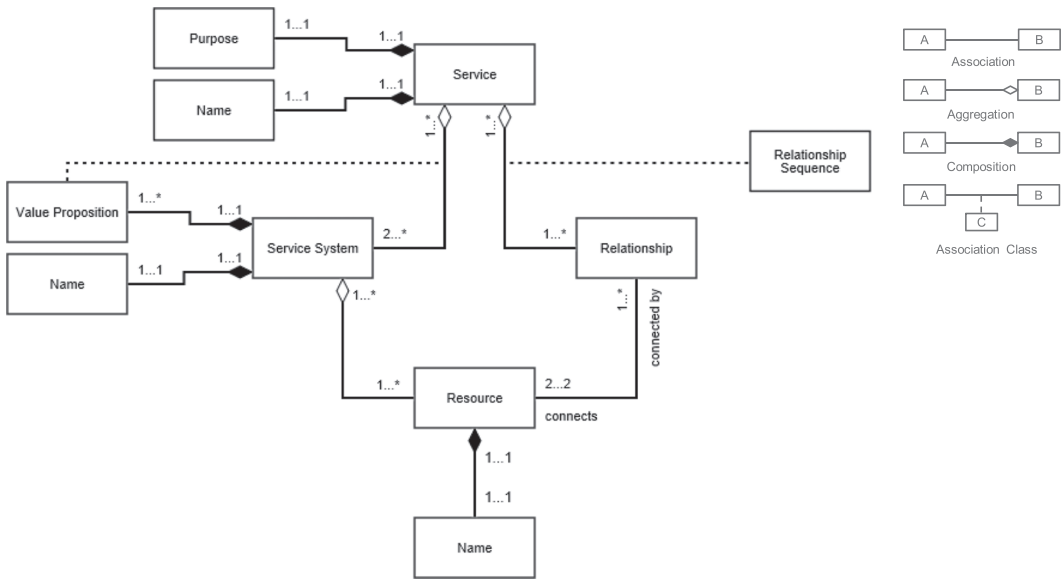 Purpose
1...1
1...1
Service
Name
1...1
1...1
1...*
1...*
Relationship
Sequence
Value Proposition
1...*
1...1
Service System
2...*
1...*
Relationship
Name
1...1
1...1
1...*
1...*
connected by
1...*
Resource
2...2
connects
1...1
1...1
Name
A
B
Association
A
B
Aggregation
A
B
Composition
A
B
C
Association Class